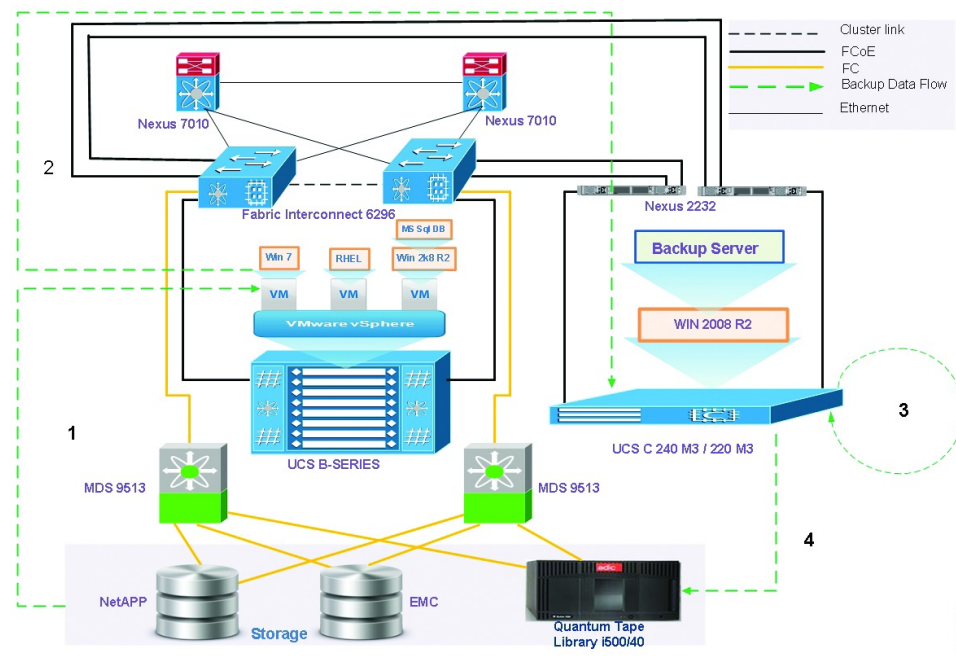 Cluster link
FCoE
FC
Backup Data Flow
Ethernet
Nexus 7010
Nexus 7010
2
Fabric Interconnect 6296
Nexus 2232
MS Sql DB
Win 7
RHEL
Win 2k8 R2
Backup Server
VM
VM
VM
VMware vSphere
WIN 2008 R2
3
1
UCS B-SERIES
UCS C 240 M3 / 220 M3
MDS 9513
MDS 9513
4
NetAPP
EMC
adic
Storage
Quantum Tape
Library i500/40